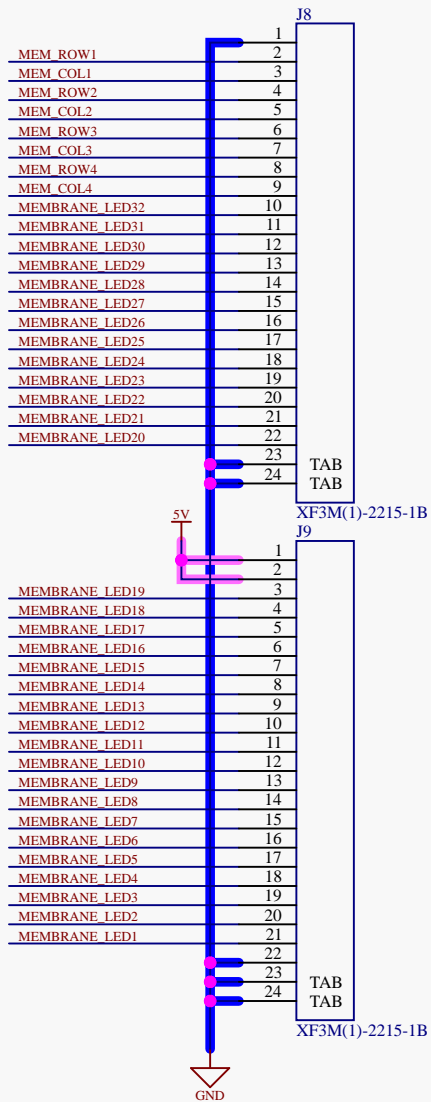 J8
1
MEM_ROW1 2
MEM_COL1 3
MEM_ROW2 4
MEM_COL2 5
MEM_ROW3 6
MEM_COL3 7
MEM_ROW4 8
MEM_COL4 9
MEMBRANE_LED32 10
MEMBRANE_LED31 11
MEMBRANE_LED30 12
MEMBRANE_LED29 13
MEMBRANE_LED28 14
MEMBRANE_LED27 15
MEMBRANE_LED26 16
MEMBRANE_LED25 17
MEMBRANE_LED24 18
MEMBRANE_LED23 19
MEMBRANE_LED22 20
MEMBRANE_LED21 21
MEMBRANE_LED20 22
23 TAB
24 TAB
XF3M(1)-2215-1B
5V
J9
1
2
MEMBRANE_LED19 3
MEMBRANE_LED18 4
MEMBRANE_LED17 5
MEMBRANE_LED16 6
MEMBRANE_LED15 7
MEMBRANE_LED14 8
MEMBRANE_LED13 9
MEMBRANE_LED12 10
MEMBRANE_LED11 11
MEMBRANE_LED10 12
MEMBRANE_LED9 13
MEMBRANE_LED8 14
MEMBRANE_LED7 15
MEMBRANE_LED6 16
MEMBRANE_LED5 17
MEMBRANE_LED4 18
MEMBRANE_LED3 19
MEMBRANE_LED2 20
MEMBRANE_LED1 21
22
23 TAB
24 TAB
XF3M(1)-2215-1B
GND